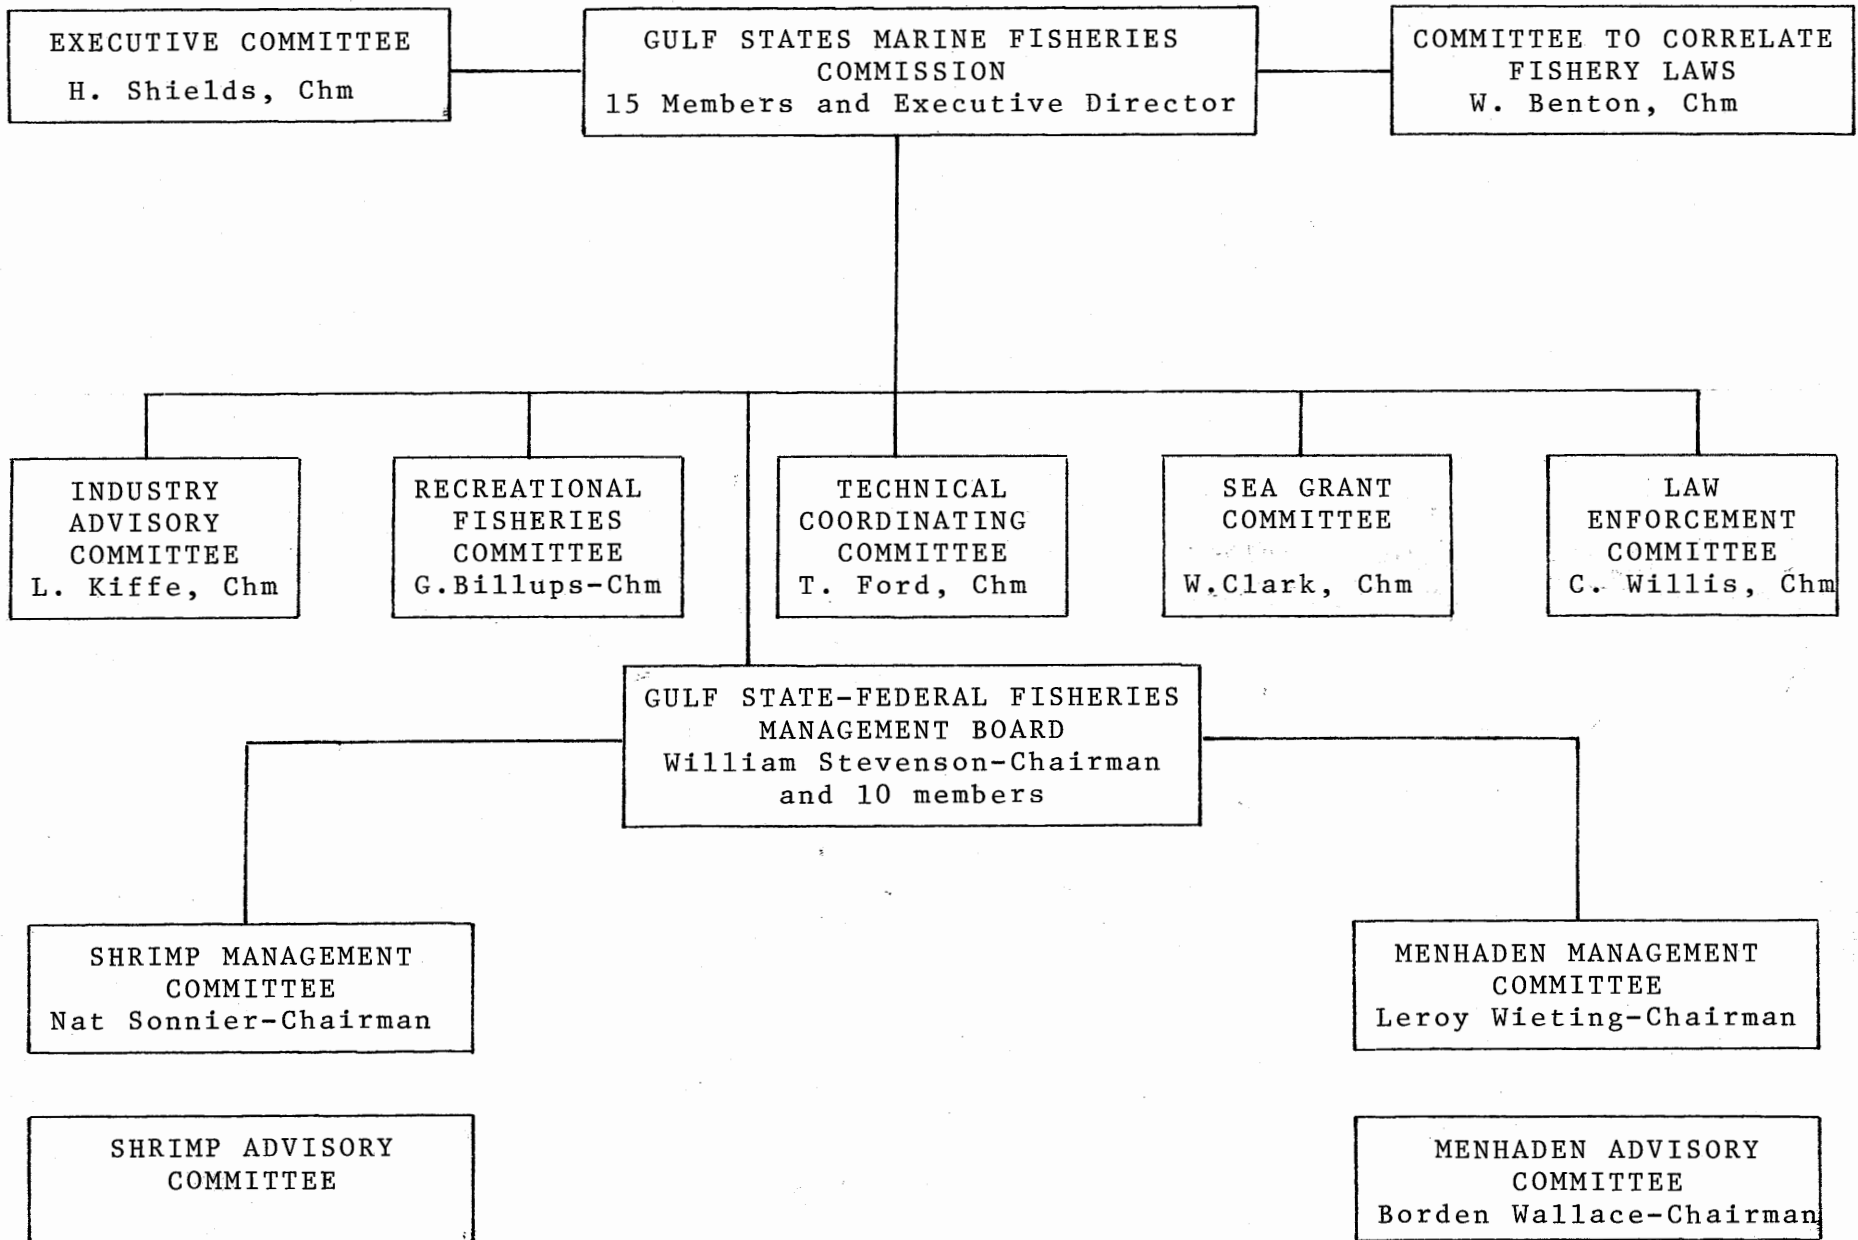 EXECUTIVE COMMITTEE
H. Shields, Chm
GULF STATES MARINE FISHERIES
COMMISSION
15 Members and Executive Director
COMMITTEE TO CORRELATE
FISHERY LAWS
W. Benton, Chm
INDUSTRY
ADVISORY
COMMITTEE
L. Kiffe, Chm
RECREATIONAL
FISHERIES
COMMITTEE
G.Billups-Chm
TECHNICAL
COORDINATING
COMMITTEE
T. Ford, Chm
SEA GRANT
COMMITTEE
W.Clark, Chm
LAW
ENFORCEMENT
COMMITTEE
C. Willis, Chm
GULF STATE-FEDERAL FISHERIES
MANAGEMENT BOARD
William Stevenson-Chairman
and 10 members
SHRIMP MANAGEMENT
COMMITTEE
Nat Sonnier-Chairman
MENHADEN MANAGEMENT
COMMITTEE
Leroy Wieting-Chairman
SHRIMP ADVISORY
COMMITTEE
MENHADEN ADVISORY
COMMITTEE
Borden Wallace-Chairman